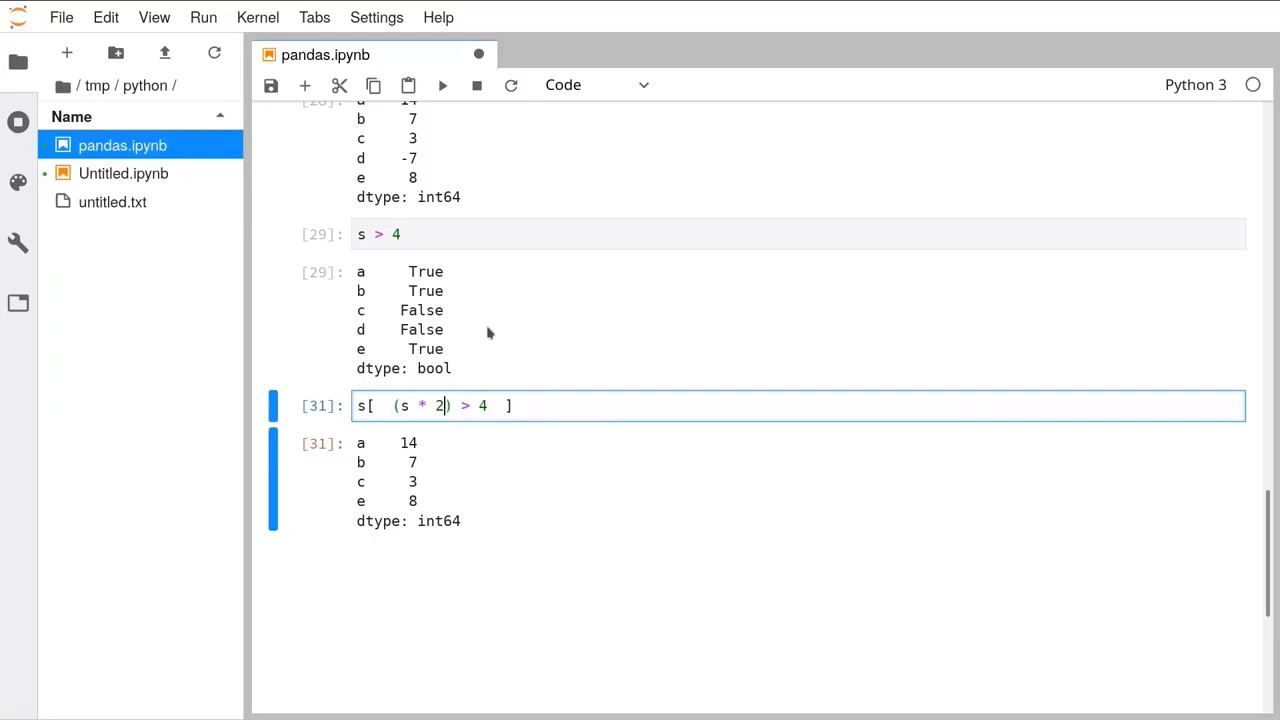 File Edit View Run Kernel Tabs Settings Help
pandas.ipynb
/ tmp / python /
Code
Python 3
Name
pandas.ipynb
Untitled.ipynb
untitled.txt
[28]: a 14
b 7
c 3
d -7
e 8
dtype: int64
[29]: s > 4
[29]: a True
b True
c False
d False
e True
dtype: bool
[31]: s[ (s * 2) > 4 ]
[31]: a 14
b 7
c 3
e 8
dtype: int64